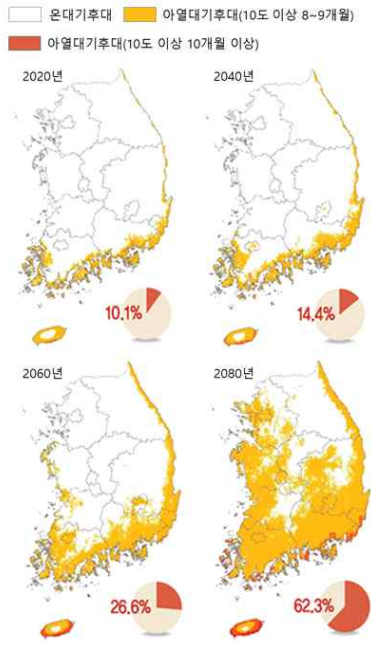 온대기후대 아열대기후대(10도 이상 8~9개월)
아열대기후대(10도 이상 10개월 이상)
2020년 2040년
10.1% 14.4%
2060년 2080년
26.6% 62.3%